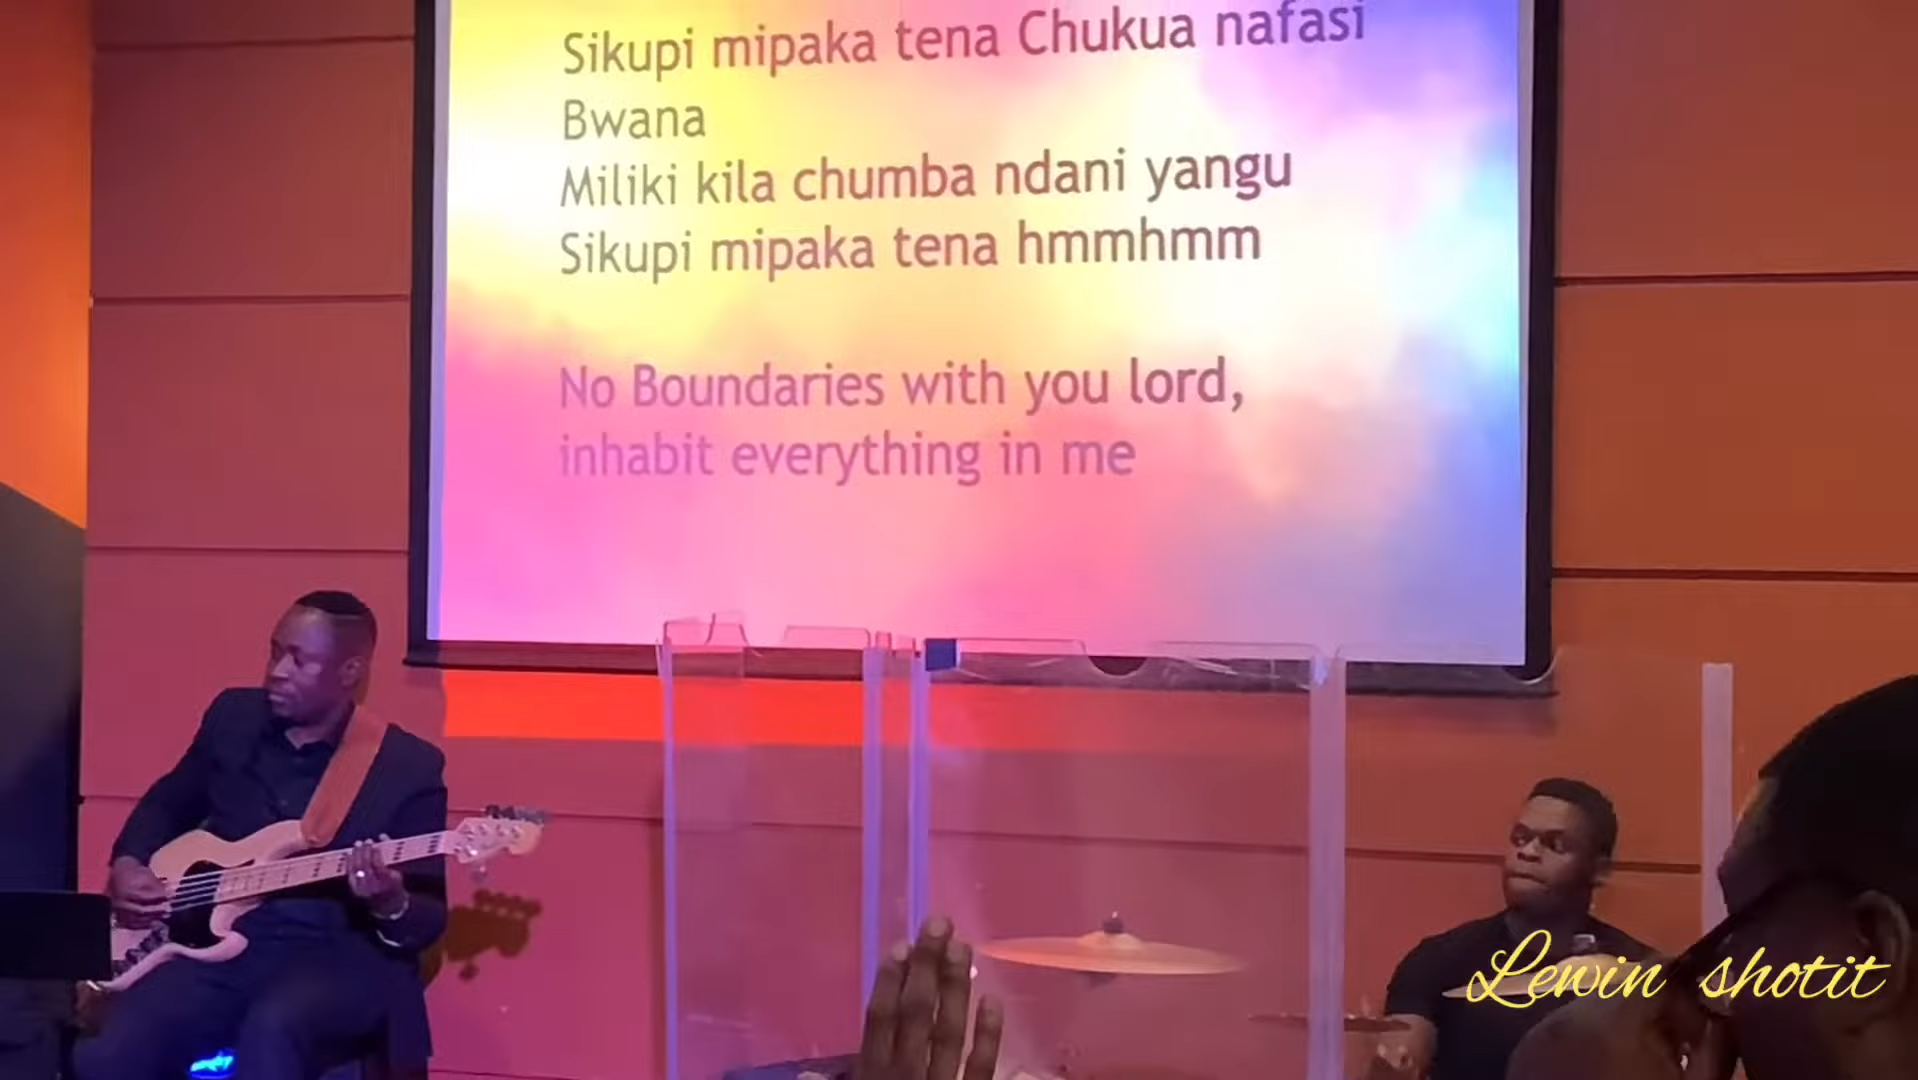 Sikupi mipaka tena Chukua nafasi
Bwana
Miliki kila chumba ndani yangu
Sikupi mipaka tena hmmhmm
No Boundaries with you lord,
inhabit everything in me
Lewin shotit